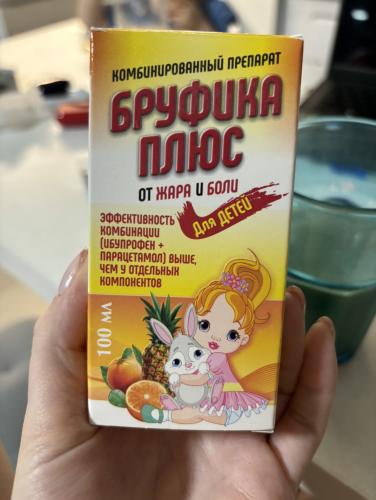 КОМБИНИРОВАННЫЙ ПРЕПАРАТ
БРУФИКА
ПЛЮС
ОТ ЖАРА И БОЛИ
Для ДЕТЕЙ
ЭФФЕКТИВНОСТЬ
КОМБИНАЦИИ
(ИБУПРОФЕН +
ПАРАЦЕТАМОЛ) ВЫШЕ,
ЧЕМ У ОТДЕЛЬНЫХ
КОМПОНЕНТОВ
100 МЛ